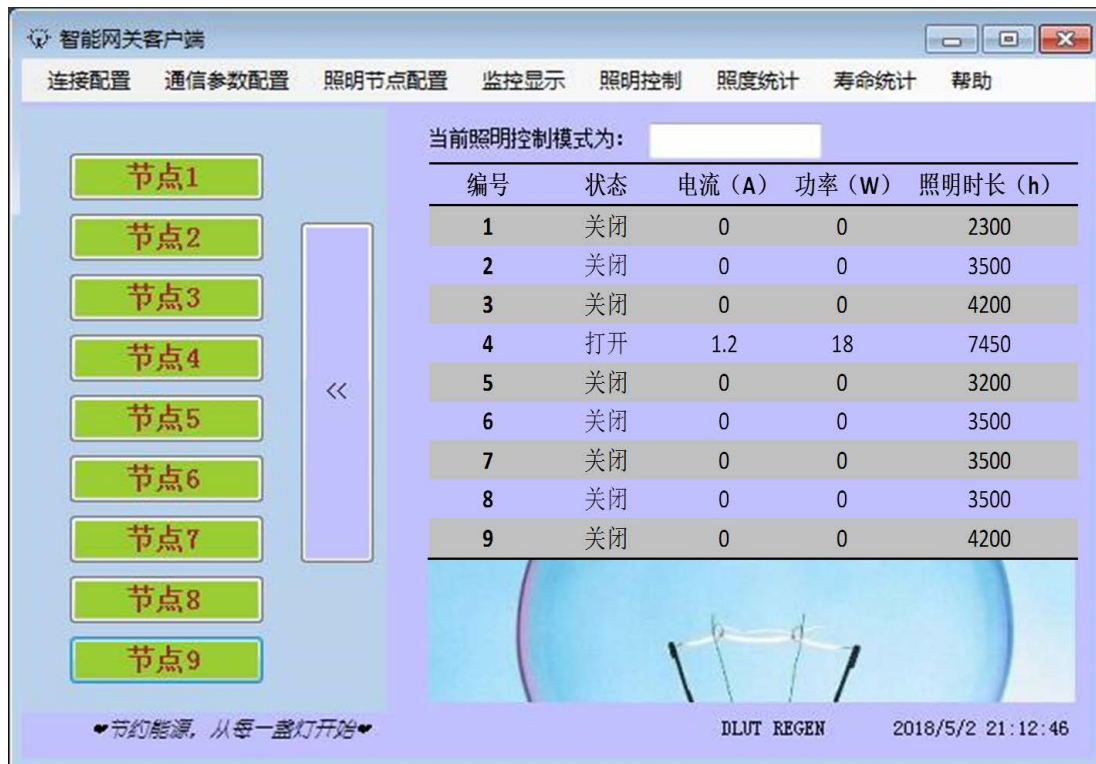 智能网关客户端
连接配置 通信参数配置 照明节点配置 监控显示 照明控制 照度统计 寿命统计 帮助
节点1
节点2
节点3
节点4
节点5
节点6
节点7
节点8
节点9
<<
当前照明控制模式为：
编号 状态 电流（A） 功率（W） 照明时长（h）
1 关闭 0 0 2300
2 关闭 0 0 3500
3 关闭 0 0 4200
4 打开 1.2 18 7450
5 关闭 0 0 3200
6 关闭 0 0 3500
7 关闭 0 0 3500
8 关闭 0 0 3500
9 关闭 0 0 4200
❤节约能源，从每一盏灯开始❤ DLUT REGEN 2018/5/2 21:12:46